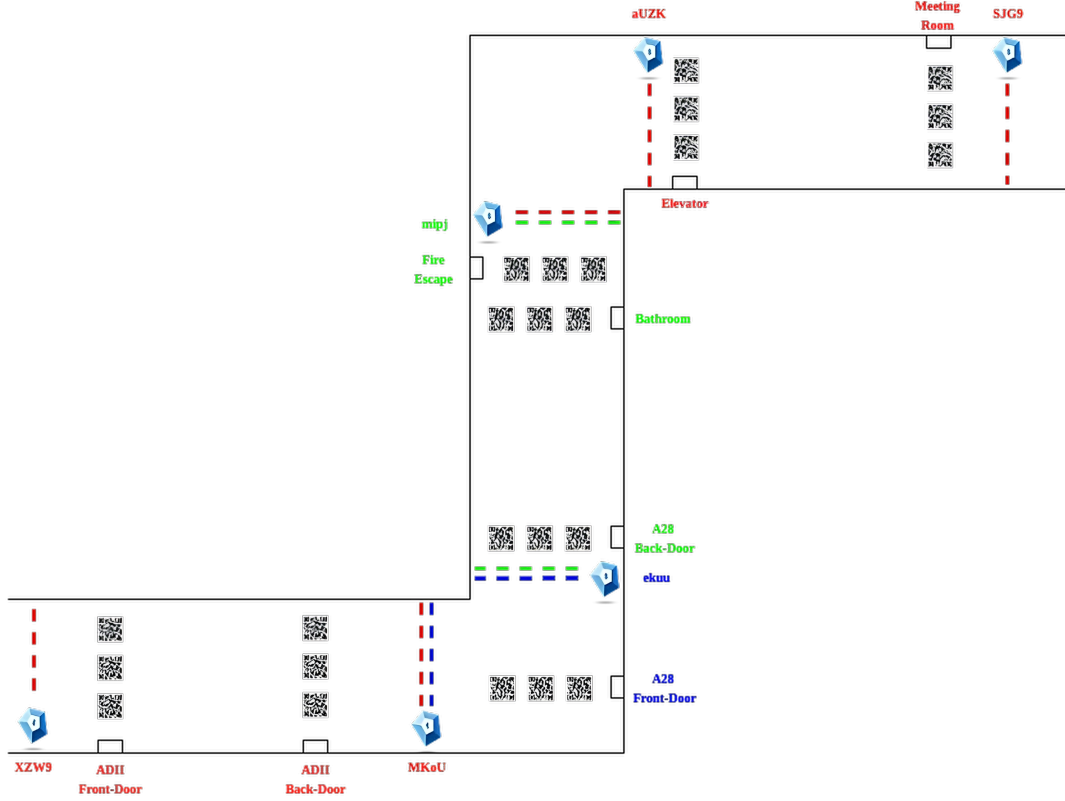 aUZK
Meeting
Room
SJG9
Elevator
mipj
Fire
Escape
Bathroom
A28
Back-Door
ekuu
A28
Front-Door
XZW9
ADII
Front-Door
ADII
Back-Door
MKoU